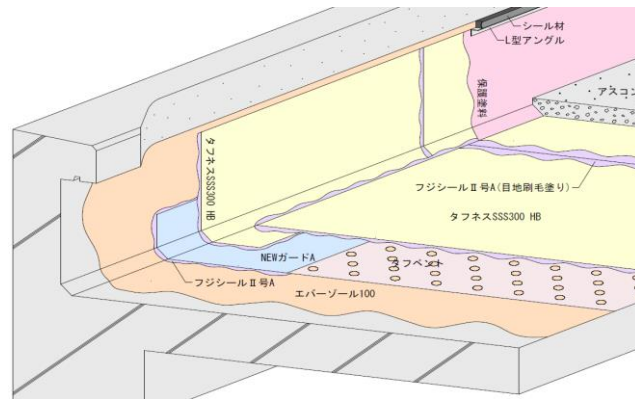 シール材
L型アングル
保護塗料
アスコン
タフネスSSS300 HB
フジシールⅡ号A(目地刷毛塗り)
タフネスSSS300 HB
NEWガードA
タフベント
フジシールⅡ号A
エバーゾール100